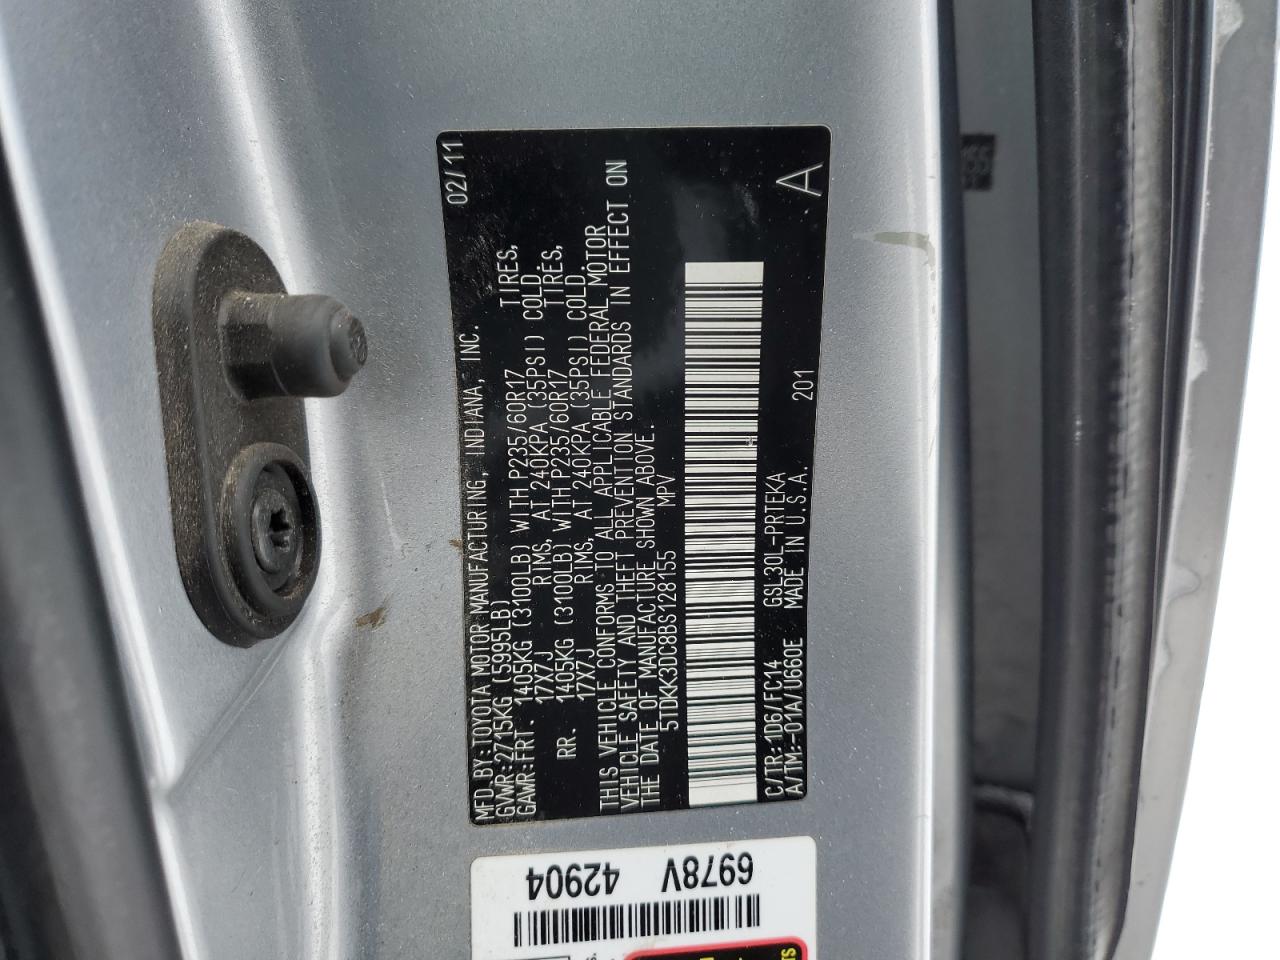 MFD. BY: TOYOTA MOTOR MANUFACTURING, INDIANA, INC. 02/11
GVWR: 2715KG (5995LB)
GAWR: FRT. 1405KG (3100LB) WITH P235/60R17 TIRES,
17X7J RIMS, AT 240KPA (35PSI) COLD.
RR. 1405KG (3100LB) WITH P235/60R17 TIRES,
17X7J RIMS, AT 240KPA (35PSI) COLD.
THIS VEHICLE CONFORMS TO ALL APPLICABLE FEDERAL MOTOR
VEHICLE SAFETY AND THEFT PREVENTION STANDARDS IN EFFECT ON
THE DATE OF MANUFACTURE SHOWN ABOVE.
5TDKK3DC8BS128155 MPV
C/TR: 1D6/FC14 GSL30L-PRTEKA 201 A
A/TM: -01A/U660E MADE IN U.S.A.
6978V 42904